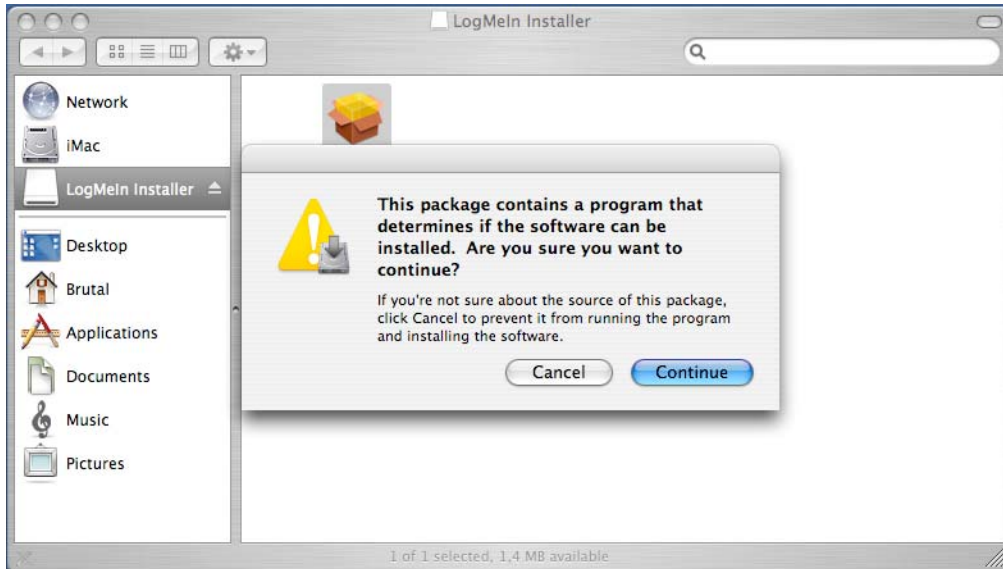 LogMeIn Installer
Network
iMac
LogMeIn Installer
Desktop
Brutal
Applications
Documents
Music
Pictures
This package contains a program that
determines if the software can be
installed. Are you sure you want to
continue?
If you're not sure about the source of this package,
click Cancel to prevent it from running the program
and installing the software.
Cancel
Continue
1 of 1 selected, 1,4 MB available